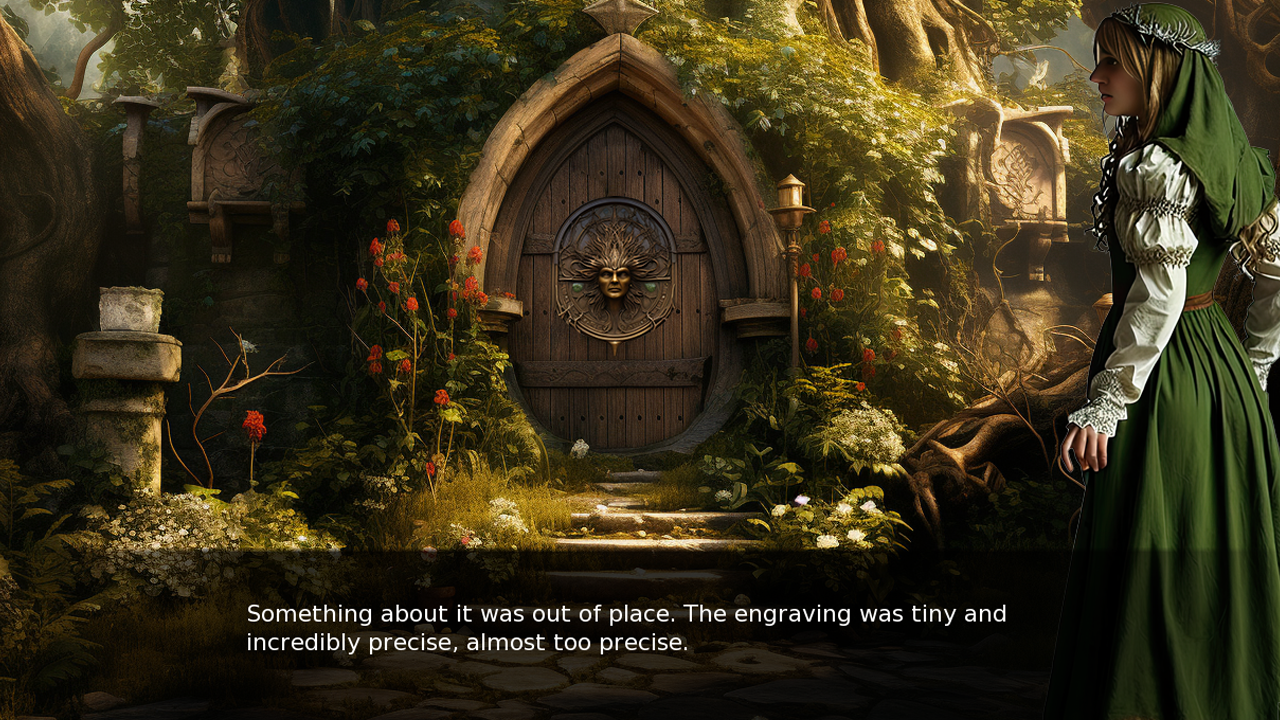 Something about it was out of place. The engraving was tiny and
incredibly precise, almost too precise.